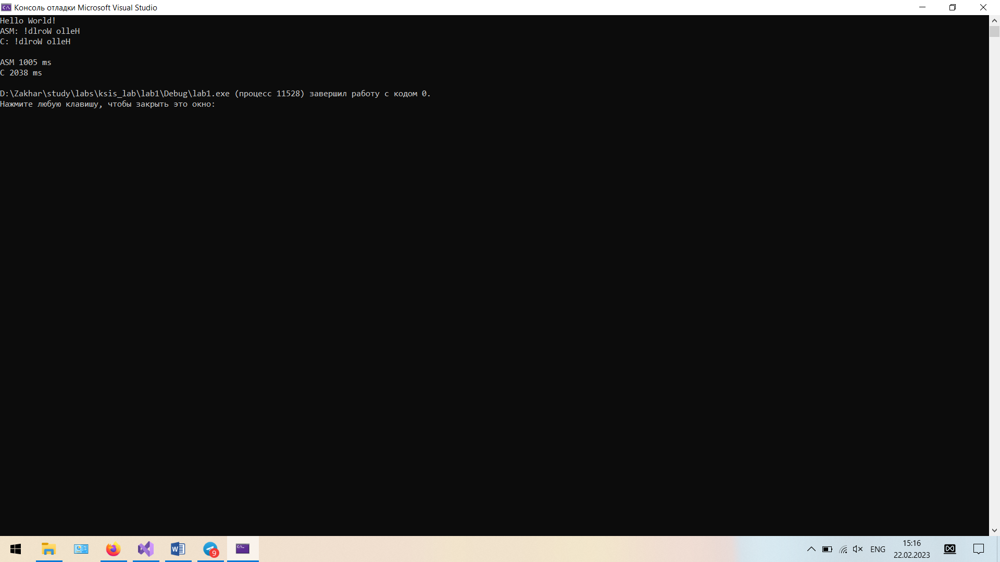 Консоль отладки Microsoft Visual Studio
Hello World!
ASM: !dlroW olleH
C: !dlroW olleH
ASM 1005 ms
C 2038 ms
D:\Zakhar\study\labs\ksis_lab\lab1\Debug\lab1.exe (процесс 11528) завершил работу с кодом 0.
Нажмите любую клавишу, чтобы закрыть это окно:
9
ENG
15:16
22.02.2023